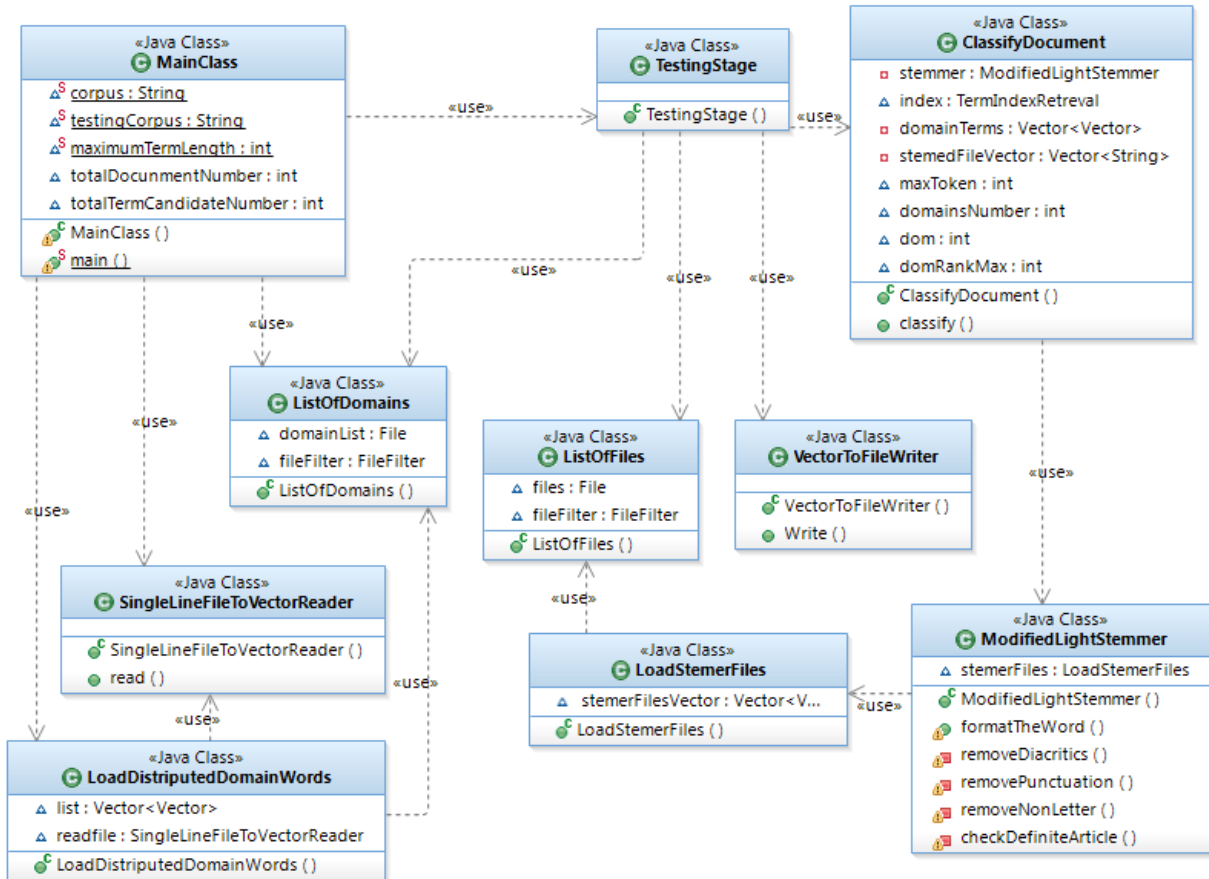 «Java Class»
MainClass
corpus : String
testingCorpus : String
maximumTermLength : int
totalDocunmentNumber : int
totalTermCandidateNumber : int
MainClass ()
main ()
«use»
«Java Class»
TestingStage
TestingStage ()
«use»
«Java Class»
ClassifyDocument
stemmer : ModifiedLightStemmer
index : TermIndexRetreval
domainTerms : Vector<Vector>
stemedFileVector : Vector<String>
maxToken : int
domainsNumber : int
dom : int
domRankMax : int
ClassifyDocument ()
classify ()
«use»
«use»
«use»
«use»
«use»
«use»
«use»
«Java Class»
ListOfDomains
domainList : File
fileFilter : FileFilter
ListOfDomains ()
«Java Class»
ListOfFiles
files : File
fileFilter : FileFilter
ListOfFiles ()
«Java Class»
VectorToFileWriter
VectorToFileWriter ()
Write ()
«use»
«Java Class»
SingleLineFileToVectorReader
SingleLineFileToVectorReader ()
read ()
«use»
«use»
«use»
«Java Class»
LoadStemerFiles
stemerFilesVector : Vector<V...
LoadStemerFiles ()
«use»
«Java Class»
ModifiedLightStemmer
stemerFiles : LoadStemerFiles
ModifiedLightStemmer ()
formatTheWord ()
removeDiacritics ()
removePunctuation ()
removeNonLetter ()
checkDefiniteArticle ()
«Java Class»
LoadDistriputedDomainWords
list : Vector<Vector>
readfile : SingleLineFileToVectorReader
LoadDistriputedDomainWords ()